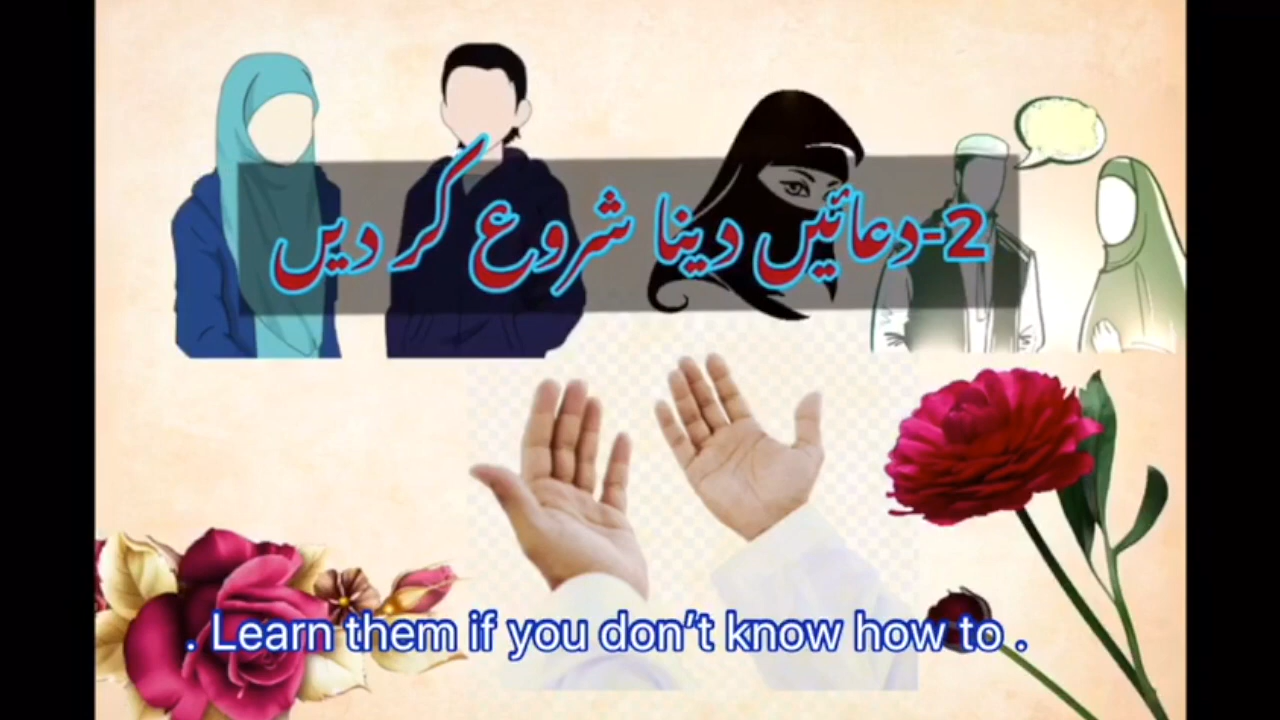 2-دعائیں دینا شروع کر دیں
. Learn them if you don’t know how to .